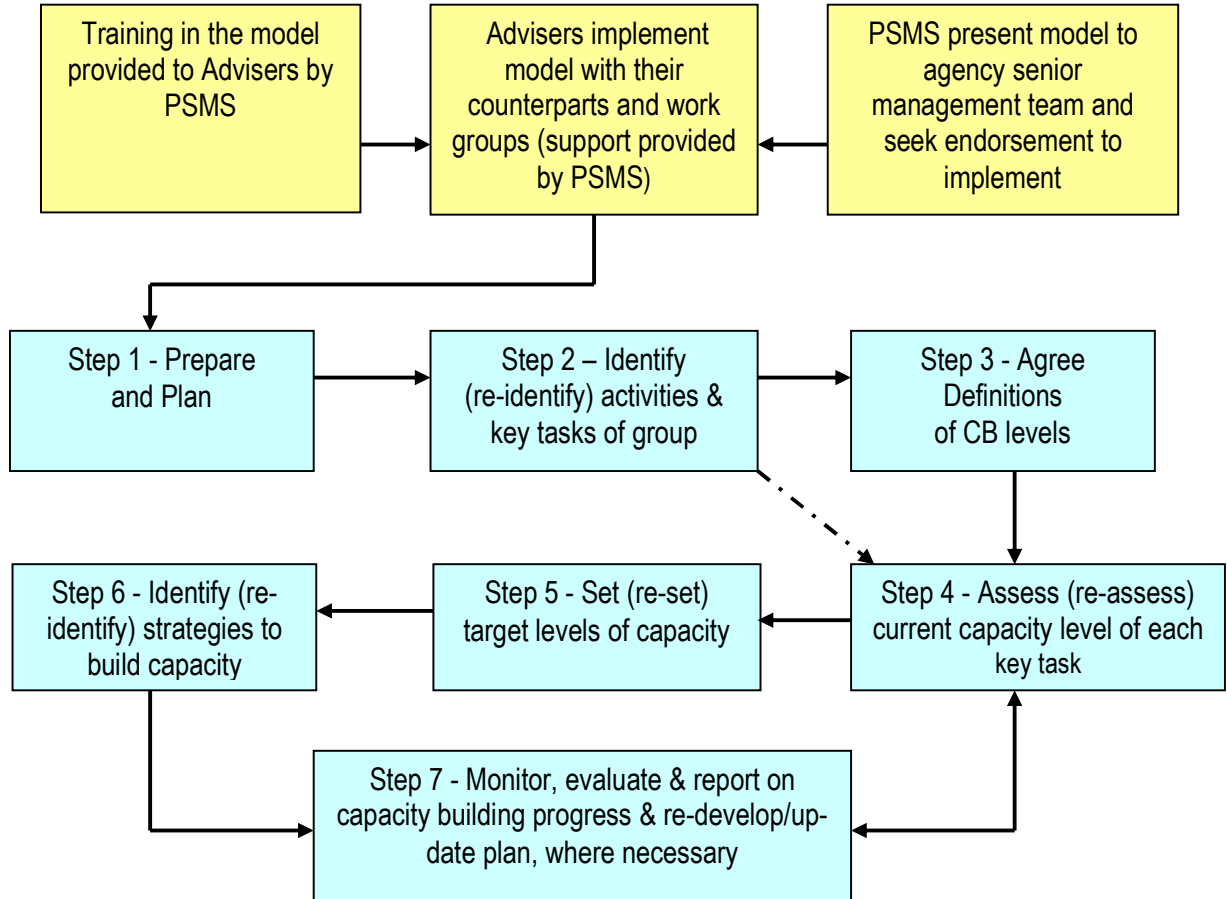 Training in the model
provided to Advisers by
PSMS
Advisers implement
model with their
counterparts and work
groups (support provided
by PSMS)
PSMS present model to
agency senior
management team and
seek endorsement to
implement
Step 1 - Prepare
and Plan
Step 2 – Identify
(re-identify) activities &
key tasks of group
Step 3 - Agree
Definitions
of CB levels
Step 4 - Assess (re-assess)
current capacity level of each
key task
Step 5 - Set (re-set)
target levels of capacity
Step 6 - Identify (re-
identify) strategies to
build capacity
Step 7 - Monitor, evaluate & report on
capacity building progress & re-develop/up-
date plan, where necessary